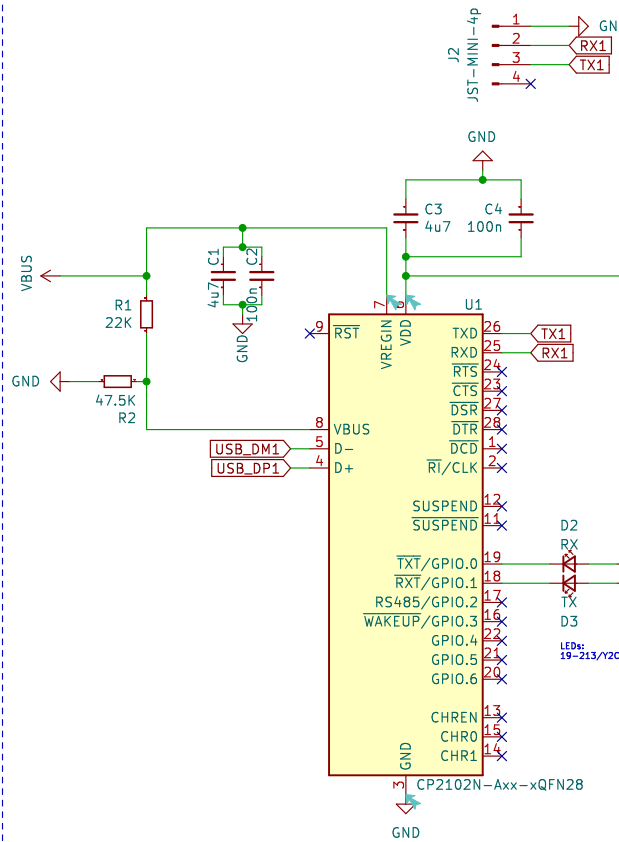 J2
JST-MINI-4p
1
GN
2
RX1
3
TX1
4
GND
C3
4u7
C4
100n
VBUS
C1
4u7
C2
100n
GND
R1
22K
GND
47.5K
R2
U1
7
VREGIN
6
VDD
9
RST
8
VBUS
USB_DM1
5
D-
USB_DP1
4
D+
TXD
26
TX1
RXD
25
RX1
RTS
24
CTS
23
DSR
27
DTR
28
DCD
1
RI/CLK
2
SUSPEND
12
SUSPEND
11
TXT/GPIO.0
19
RXT/GPIO.1
18
RS485/GPIO.2
17
WAKEUP/GPIO.3
16
GPIO.4
22
GPIO.5
21
GPIO.6
20
CHREN
13
CHR0
15
CHR1
14
D2
RX
TX
D3
LEDs:
19-213/Y2C
GND
3
CP2102N-Axx-xQFN28
GND